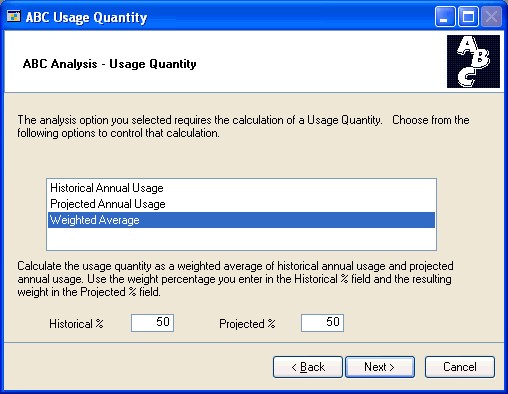 ABC Usage Quantity
ABC Analysis - Usage Quantity
ABC
The analysis option you selected requires the calculation of a Usage Quantity. Choose from the
following options to control that calculation.
Historical Annual Usage
Projected Annual Usage
Weighted Average
Calculate the usage quantity as a weighted average of historical annual usage and projected
annual usage. Use the weight percentage you enter in the Historical % field and the resulting
weight in the Projected % field.
Historical % 50 Projected % 50
< Back Next > Cancel